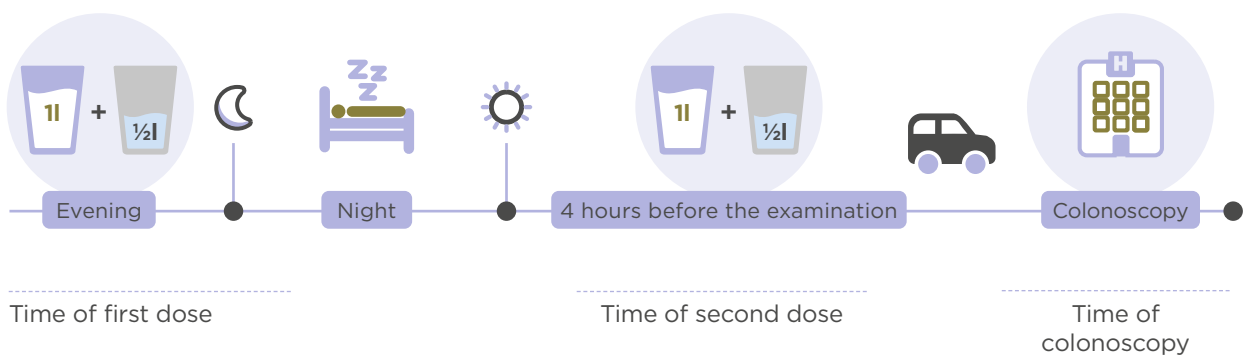 1l + ½l
1l + ½l
H
Evening
Night
4 hours before the examination
Colonoscopy
Time of first dose
Time of second dose
Time of
colonoscopy
zzz